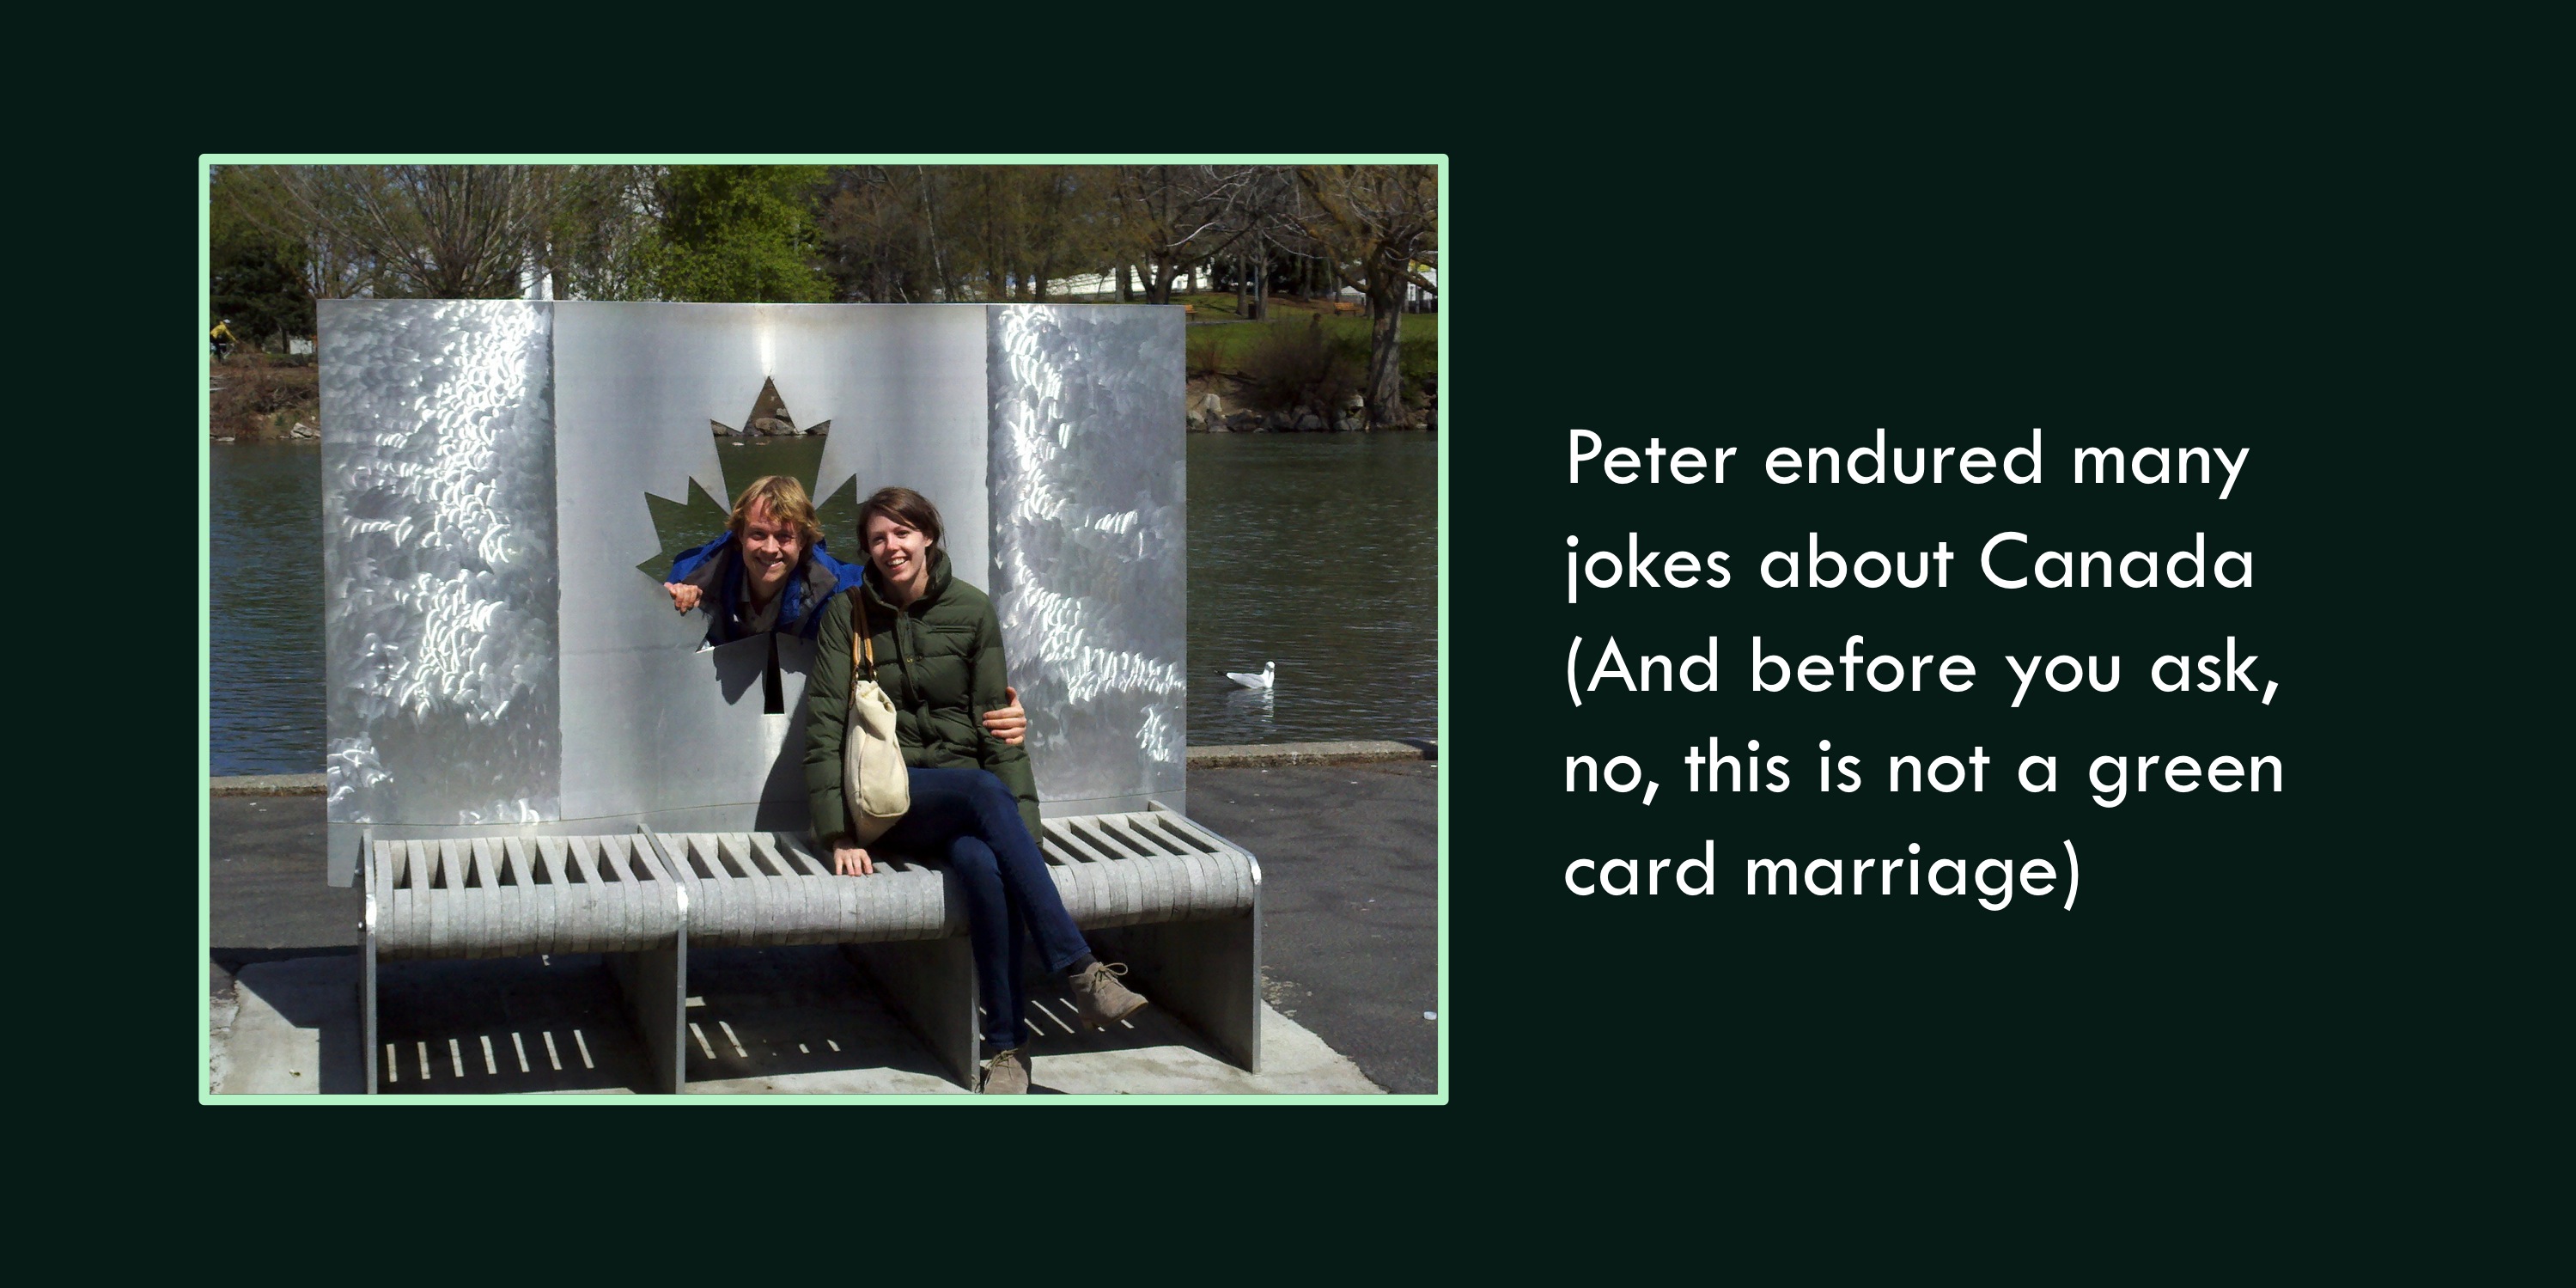 Peter endured many
jokes about Canada
(And before you ask,
no, this is not a green
card marriage)